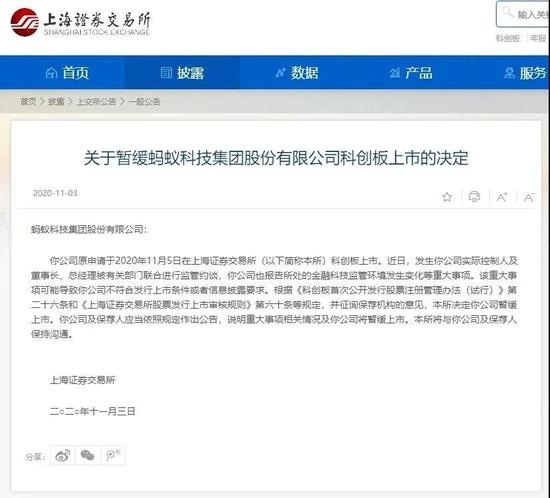 上海證券交易所
SHANGHAI STOCK EXCHANGE
输入关键
科创板 | 年报
首页 披露 数据 产品 服务
首页 > 披露 > 上交所公告 > 一般公告
关于暂缓蚂蚁科技集团股份有限公司科创板上市的决定
2020-11-03
A+ A-
蚂蚁科技集团股份有限公司：
你公司原申请于2020年11月5日在上海证券交易所（以下简称本所）科创板上市。近日，发生你公司实际控制人及
董事长、总经理被有关部门联合进行监管约谈，你公司也报告所处的金融科技监管环境发生变化等重大事项。该重大事
项可能导致你公司不符合发行上市条件或者信息披露要求。根据《科创板首次公开发行股票注册管理办法（试行）》第
二十六条和《上海证券交易所股票发行上市审核规则》第六十条等规定，并征询保荐机构的意见，本所决定你公司暂缓
上市。你公司及保荐人应当依照规定作出公告，说明重大事项相关情况及你公司将暂缓上市。本所将与你公司及保荐人
保持沟通。
上海证券交易所
二○二○年十一月三日
分享：